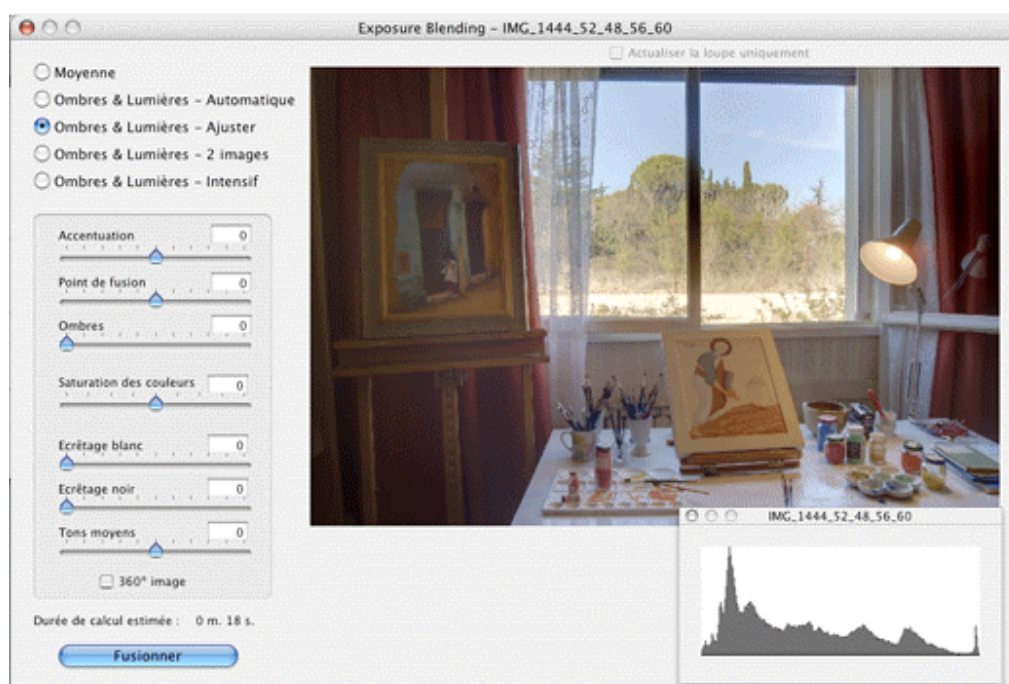 Exposure Blending – IMG_1444_52_48_56_60
Actualiser la loupe uniquement
Moyenne
Ombres & Lumières – Automatique
Ombres & Lumières – Ajuster
Ombres & Lumières – 2 images
Ombres & Lumières – Intensif
Accentuation 0
Point de fusion 0
Ombres 0
Saturation des couleurs 0
Ecrêtage blanc 0
Ecrêtage noir 0
Tons moyens 0
360° image
Durée de calcul estimée : 0 m. 18 s.
Fusionner
IMG_1444_52_48_56_60